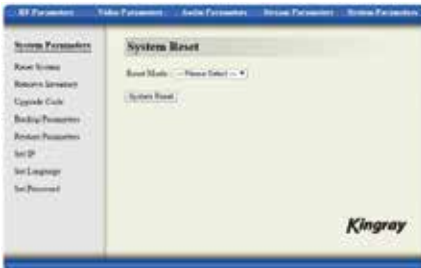 RF Parameters Video Parameters Audio Parameters Stream Parameters System Parameters
System Parameters
Reset System
Remove Inventory
Upgrade Code
Backup Parameters
Restore Parameters
Set IP
Set Language
Set Password
System Reset
Reset Mode: -- Please Select --
System Reset
Kingray